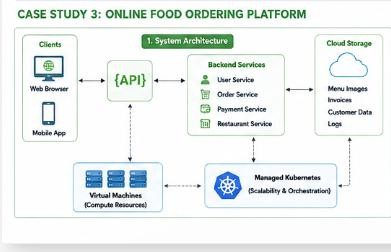 CASE STUDY 3: ONLINE FOOD ORDERING PLATFORM
1. System Architecture
Clients
Web Browser
Mobile App
{API}
Backend Services
User Service
Order Service
Payment Service
Restaurant Service
Cloud Storage
Menu Images
Invoices
Customer Data
Logs
Virtual Machines
(Compute Resources)
Managed Kubernetes
(Scalability & Orchestration)